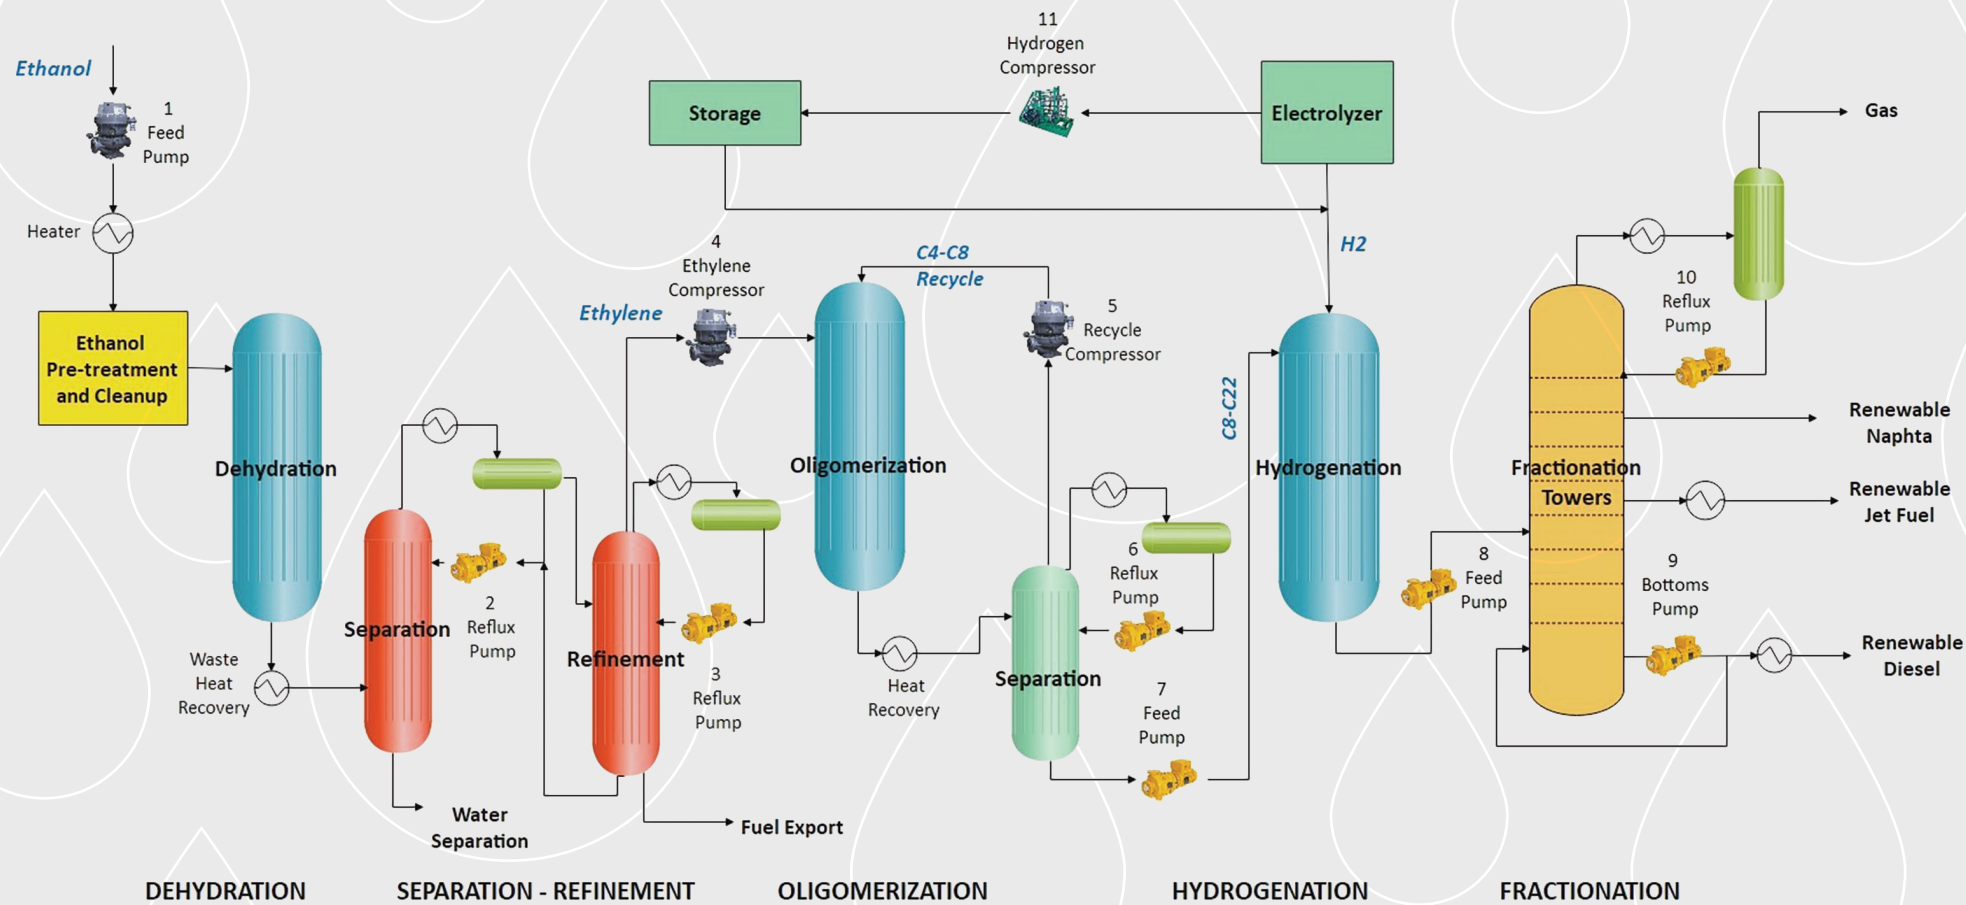 Ethanol
1
Feed
Pump
Heater
Ethanol
Pre-treatment
and Cleanup
Dehydration
Waste
Heat
Recovery
Separation
2
Reflux
Pump
Water
Separation
Refinement
3
Reflux
Pump
Fuel Export
Ethylene
4
Ethylene
Compressor
Storage
11
Hydrogen
Compressor
Electrolyzer
H2
C4-C8
Recycle
Oligomerization
5
Recycle
Compressor
Heat
Recovery
Separation
6
Reflux
Pump
7
Feed
Pump
C8-C22
Hydrogenation
8
Feed
Pump
Fractionation
Towers
9
Bottoms
Pump
10
Reflux
Pump
Gas
Renewable
Naphta
Renewable
Jet Fuel
Renewable
Diesel
DEHYDRATION
SEPARATION - REFINEMENT
OLIGOMERIZATION
HYDROGENATION
FRACTIONATION